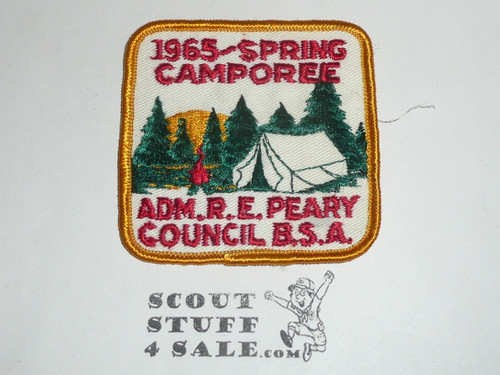 1965~SPRING
CAMPOREE
ADM.R.E. PEARY
COUNCIL B.S.A.
SCOUT
STUFF
4 SALE.COM